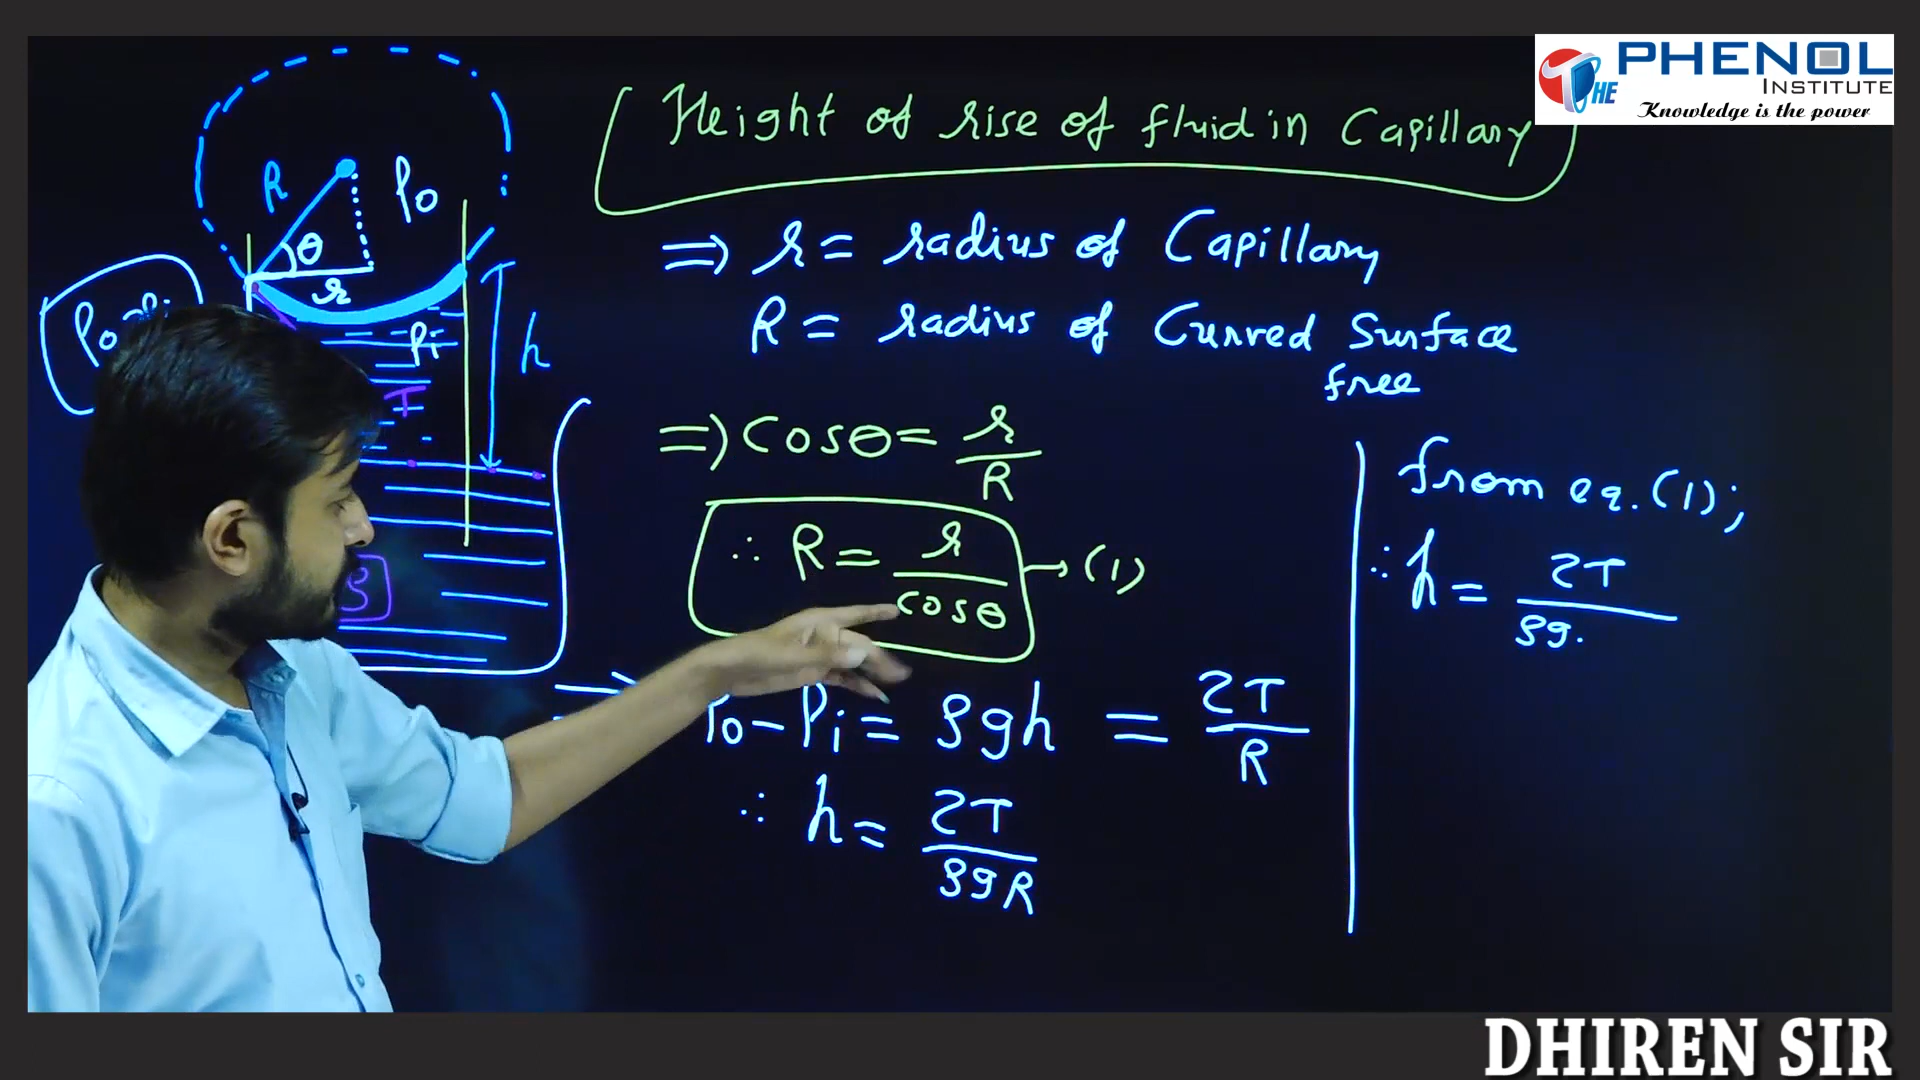 THE PHENOL
INSTITUTE
Knowledge is the power
Height of rise of fluid in Capillary
⇒ r = radius of Capillary
R = radius of Curved Surface
free
⇒ Cosθ = r/R
∴ R = r/cosθ → (1)
P0 - Pi = ρgh = 2T/R
∴ h = 2T/ρgR
from eq. (1);
∴ h = 2T/ρg.
R
P0
θ
r
P0
Pi
h
T
ρ
DHIREN SIR